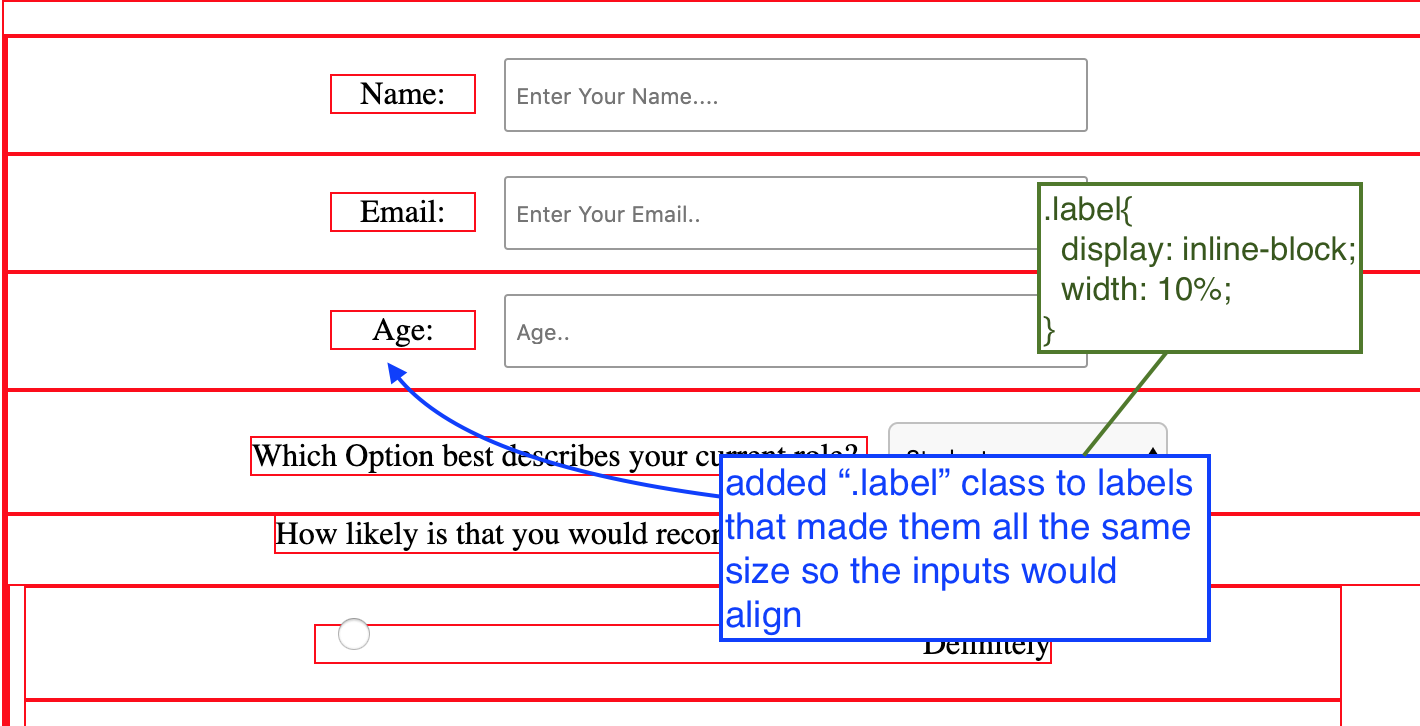 Name:
Enter Your Name....
Email:
Enter Your Email..
.label{
display: inline-block;
width: 10%;
}
Age:
Age..
Which Option best describes your current role?
added “.label” class to labels
that made them all the same
size so the inputs would
align
How likely is that you would
Definitely